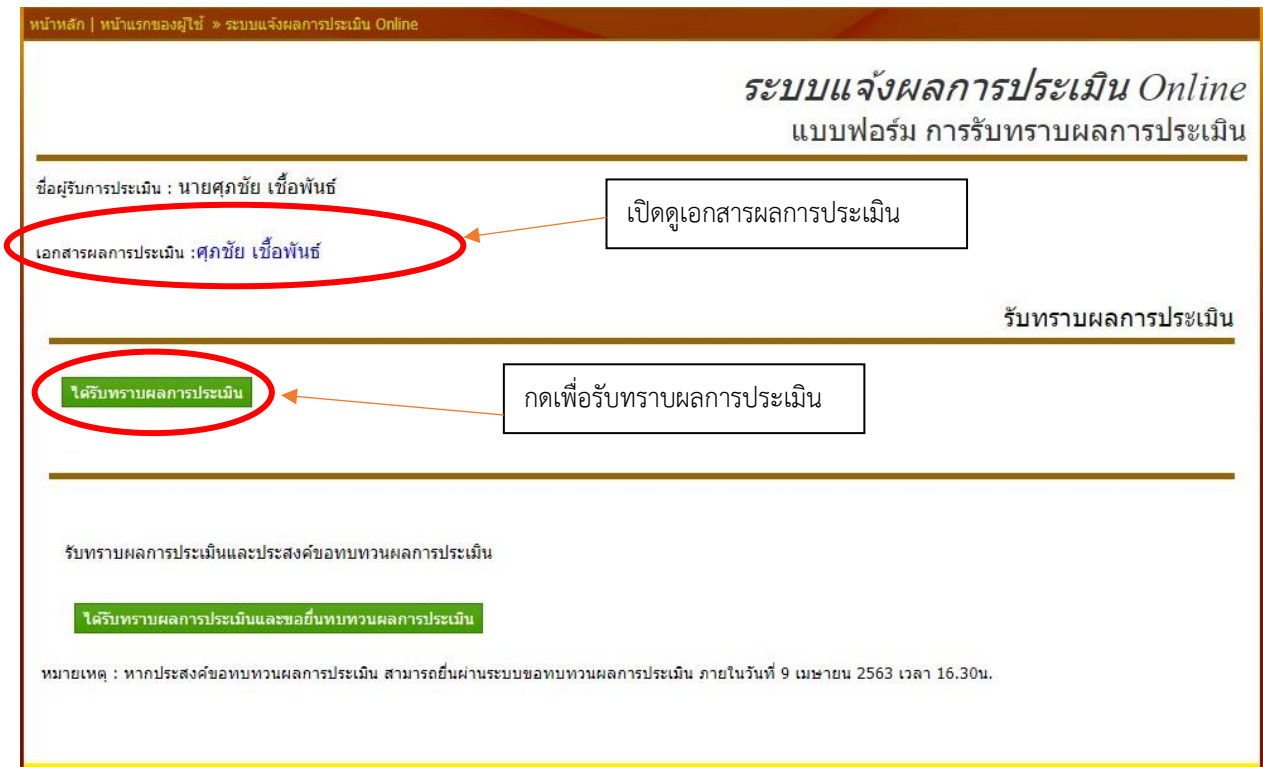 หน้าหลัก | หน้าแรกของผู้ใช้ » ระบบแจ้งผลการประเมิน Online
ระบบแจ้งผลการประเมิน Online
แบบฟอร์ม การรับทราบผลการประเมิน
ชื่อผู้รับการประเมิน : นายศุภชัย เชื้อพันธ์
เปิดดูเอกสารผลการประเมิน
เอกสารผลการประเมิน :ศุภชัย เชื้อพันธ์
รับทราบผลการประเมิน
ได้รับทราบผลการประเมิน
กดเพื่อรับทราบผลการประเมิน
รับทราบผลการประเมินและประสงค์ขอทบทวนผลการประเมิน
ได้รับทราบผลการประเมินและขอยื่นทบทวนผลการประเมิน
หมายเหตุ : หากประสงค์ขอทบทวนผลการประเมิน สามารถยื่นผ่านระบบขอทบทวนผลการประเมิน ภายในวันที่ 9 เมษายน 2563 เวลา 16.30น.